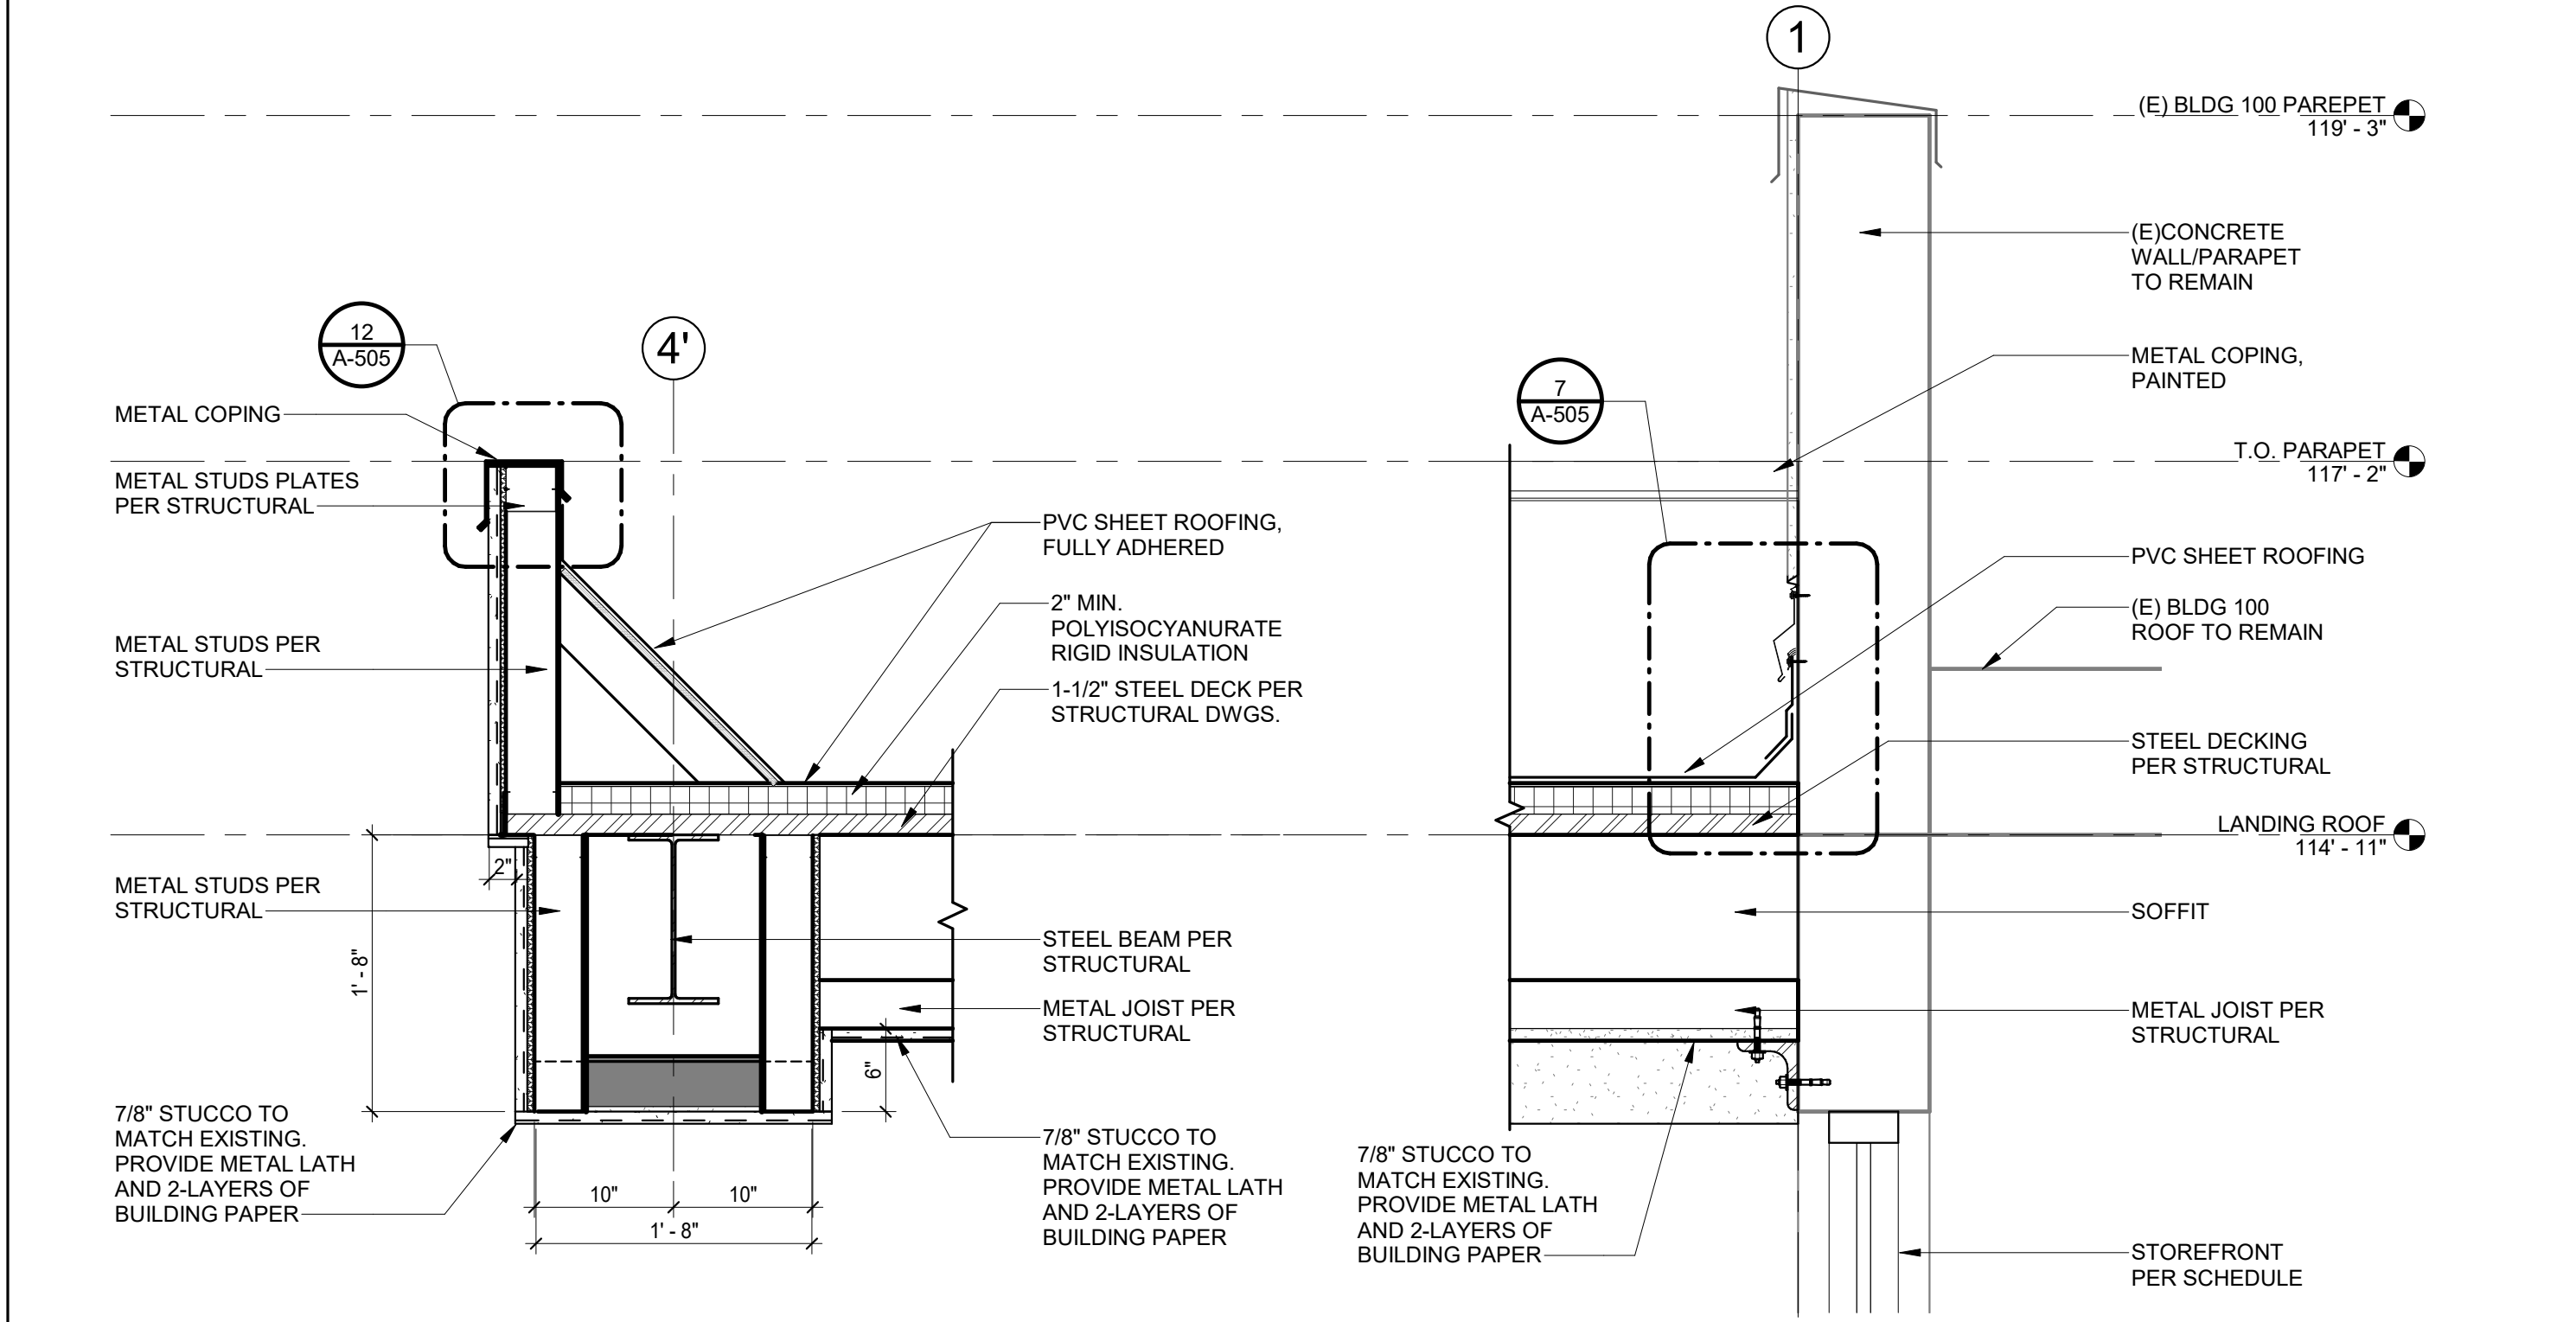 1
(E) BLDG 100 PAREPET
119' - 3"
(E)CONCRETE
WALL/PARAPET
TO REMAIN
12
A-505
4'
7
A-505
METAL COPING,
PAINTED
METAL COPING
T.O. PARAPET
117' - 2"
METAL STUDS PLATES
PER STRUCTURAL
PVC SHEET ROOFING,
FULLY ADHERED
PVC SHEET ROOFING
2" MIN.
POLYISOCYANURATE
RIGID INSULATION
(E) BLDG 100
ROOF TO REMAIN
METAL STUDS PER
STRUCTURAL
1-1/2" STEEL DECK PER
STRUCTURAL DWGS.
STEEL DECKING
PER STRUCTURAL
LANDING ROOF
114' - 11"
2"
METAL STUDS PER
STRUCTURAL
SOFFIT
STEEL BEAM PER
STRUCTURAL
1' - 8"
METAL JOIST PER
STRUCTURAL
METAL JOIST PER
STRUCTURAL
6"
7/8" STUCCO TO
MATCH EXISTING.
PROVIDE METAL LATH
AND 2-LAYERS OF
BUILDING PAPER
7/8" STUCCO TO
MATCH EXISTING.
PROVIDE METAL LATH
AND 2-LAYERS OF
BUILDING PAPER
7/8" STUCCO TO
MATCH EXISTING.
PROVIDE METAL LATH
AND 2-LAYERS OF
BUILDING PAPER
10"
10"
1' - 8"
STOREFRONT
PER SCHEDULE